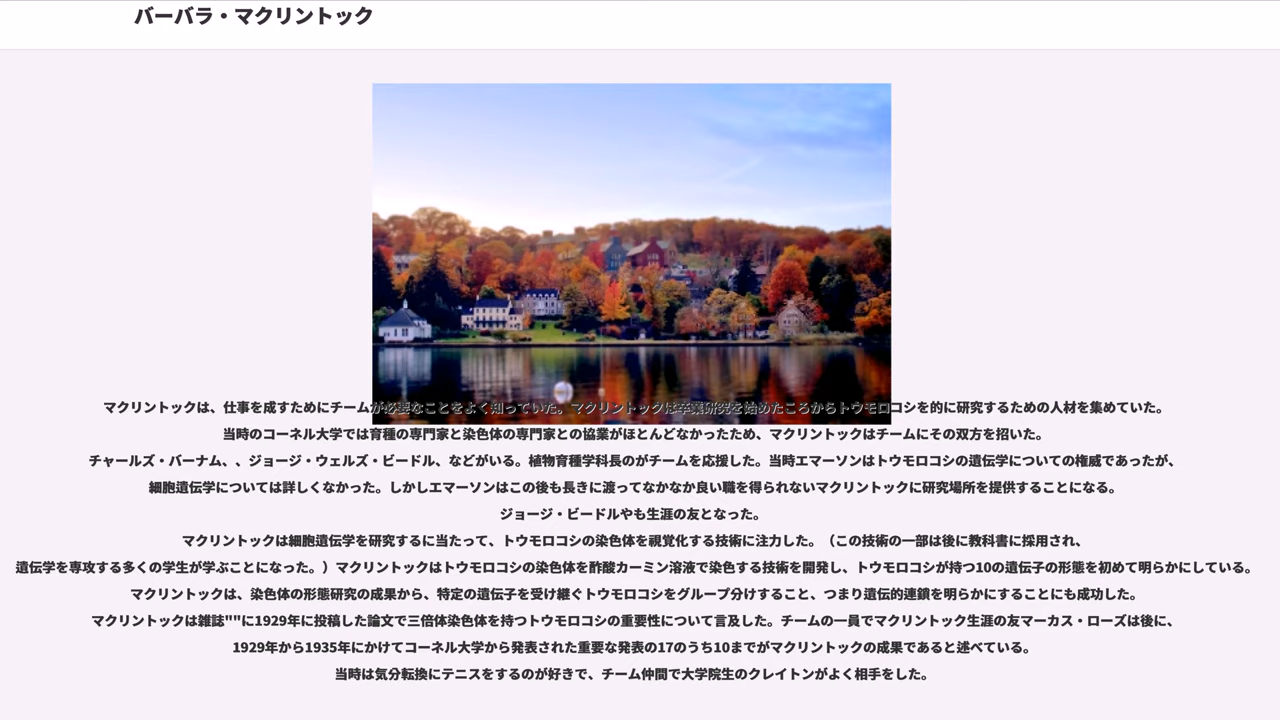 バーバラ・マクリントック
マクリントックは、仕事を成すためにチームが必要なことをよく知っていた。マクリントックは卒業研究を始めたころからトウモロコシを的に研究するための人材を集めていた。
当時のコーネル大学では育種の専門家と染色体の専門家との協業がほとんどなかったため、マクリントックはチームにその双方を招いた。
チャールズ・バーナム、、ジョージ・ウェルズ・ビードル、などがいる。植物育種学科長のがチームを応援した。当時エマーソンはトウモロコシの遺伝学についての権威であったが、
細胞遺伝学については詳しくなかった。しかしエマーソンはこの後も長きに渡ってなかなか良い職を得られないマクリントックに研究場所を提供することになる。
ジョージ・ビードルやも生涯の友となった。
マクリントックは細胞遺伝学を研究するに当たって、トウモロコシの染色体を視覚化する技術に注力した。（この技術の一部は後に教科書に採用され、
遺伝学を専攻する多くの学生が学ぶことになった。）マクリントックはトウモロコシの染色体を酢酸カーミン溶液で染色する技術を開発し、トウモロコシが持つ10の遺伝子の形態を初めて明らかにしている。
マクリントックは、染色体の形態研究の成果から、特定の遺伝子を受け継ぐトウモロコシをグループ分けすること、つまり遺伝的連鎖を明らかにすることにも成功した。
マクリントックは雑誌""に1929年に投稿した論文で三倍体染色体を持つトウモロコシの重要性について言及した。チームの一員でマクリントック生涯の友マーカス・ローズは後に、
1929年から1935年にかけてコーネル大学から発表された重要な発表の17のうち10までがマクリントックの成果であると述べている。
当時は気分転換にテニスをするのが好きで、チーム仲間で大学院生のクレイトンがよく相手をした。